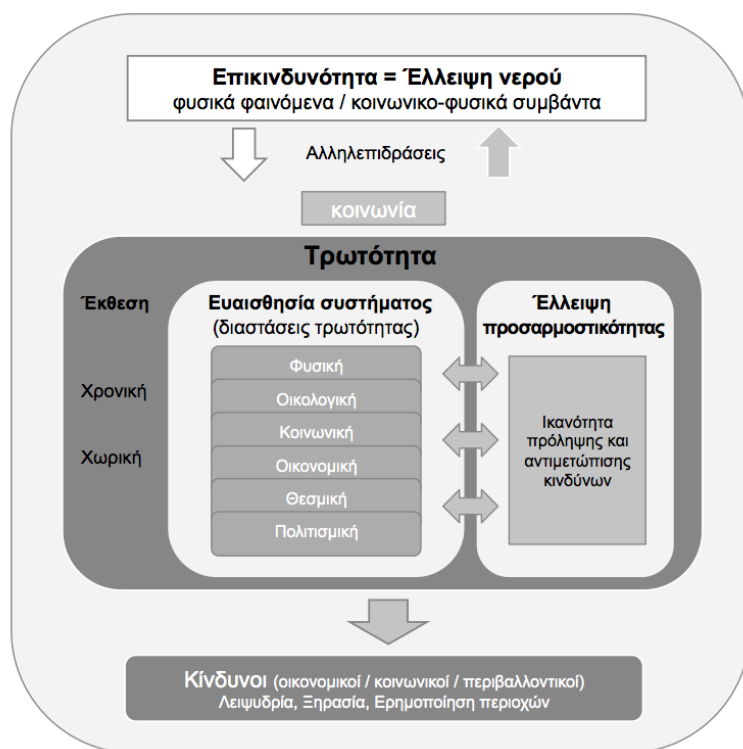 Επικινδυνότητα = Έλλειψη νερού
φυσικά φαινόμενα / κοινωνικο-φυσικά συμβάντα
Αλληλεπιδράσεις
κοινωνία
Τρωτότητα
Έκθεση
Χρονική
Χωρική
Ευαισθησία συστήματος
(διαστάσεις τρωτότητας)
Φυσική
Οικολογική
Κοινωνική
Οικονομική
Θεσμική
Πολιτισμική
Έλλειψη
προσαρμοστικότητας
Ικανότητα
πρόληψης και
αντιμετώπισης
κινδύνων
Κίνδυνοι (οικονομικοί / κοινωνικοί / περιβαλλοντικοί)
Λειψυδρία, Ξηρασία, Ερημοποίηση περιοχών